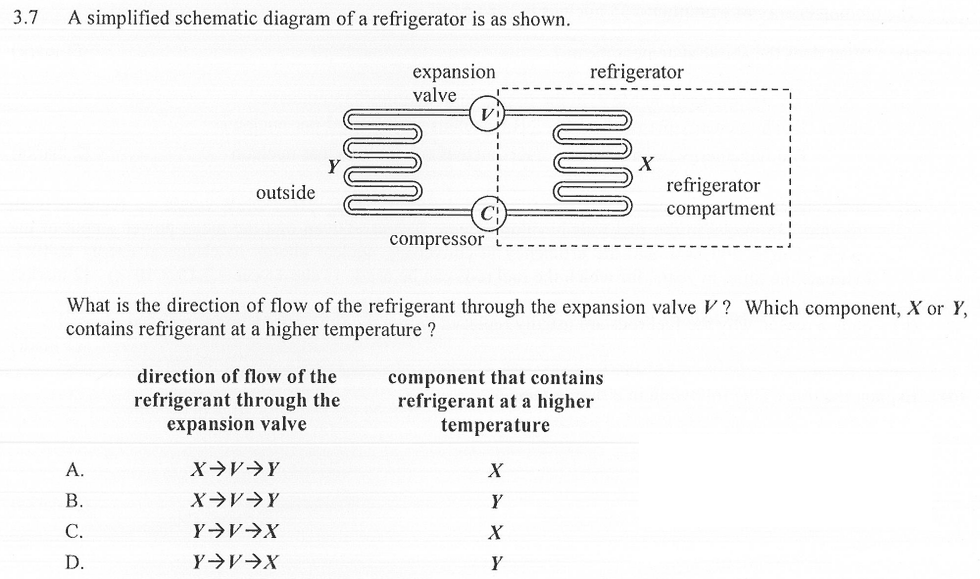 3.7 A simplified schematic diagram of a refrigerator is as shown.
expansion
valve
refrigerator
V
Y
X
outside
refrigerator
compartment
C
compressor
What is the direction of flow of the refrigerant through the expansion valve V ? Which component, X or Y,
contains refrigerant at a higher temperature ?
direction of flow of the
refrigerant through the
expansion valve
component that contains
refrigerant at a higher
temperature
A. X→V→Y X
B. X→V→Y Y
C. Y→V→X X
D. Y→V→X Y